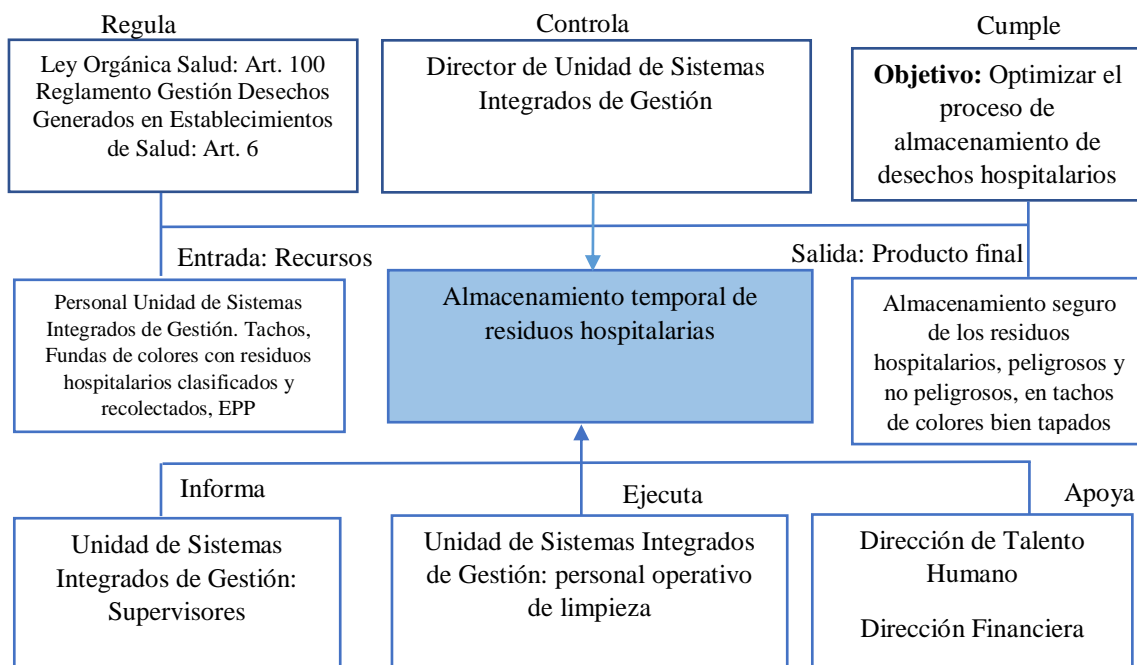 Regula
Controla
Cumple
Ley Orgánica Salud: Art. 100
Reglamento Gestión Desechos
Generados en Establecimientos
de Salud: Art. 6
Director de Unidad de Sistemas
Integrados de Gestión
Objetivo: Optimizar el
proceso de
almacenamiento de
desechos hospitalarios
Entrada: Recursos
Salida: Producto final
Personal Unidad de Sistemas
Integrados de Gestión. Tachos,
Fundas de colores con residuos
hospitalarios clasificados y
recolectados, EPP
Almacenamiento temporal de
residuos hospitalarias
Almacenamiento seguro
de los residuos
hospitalarios, peligrosos y
no peligrosos, en tachos
de colores bien tapados
Informa
Ejecuta
Apoya
Unidad de Sistemas
Integrados de Gestión:
Supervisores
Unidad de Sistemas Integrados
de Gestión: personal operativo
de limpieza
Dirección de Talento
Humano
Dirección Financiera